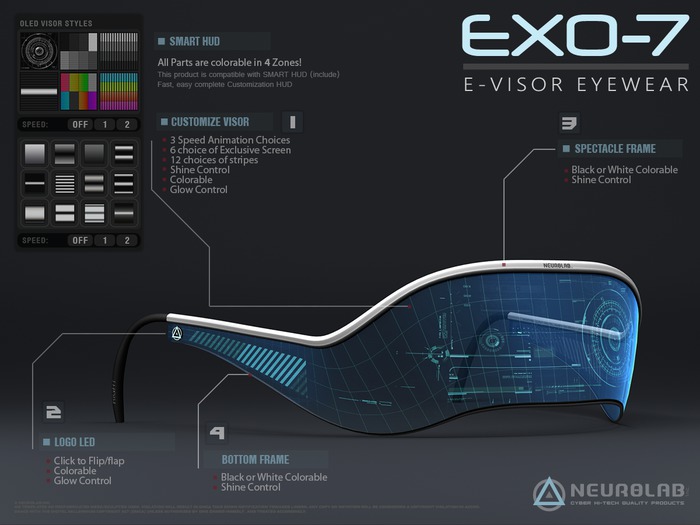 EXO-7
E-VISOR EYEWEAR
OLED VISOR STYLES
SPEED: OFF 1 2
SPEED: OFF 1 2
SMART HUD
All Parts are colorable in 4 Zones!
This product is compatible with SMART HUD (include)
Fast, easy complete Customization HUD
CUSTOMIZE VISOR 1
3 Speed Animation Choices
6 choice of Exclusive Screen
12 choices of stripes
Shine Control
Colorable
Glow Control
3
SPECTACLE FRAME
Black or White Colorable
Shine Control
NEUROLAB
2
LOGO LED
Click to Flip/flap
Colorable
Glow Control
4
BOTTOM FRAME
Black or White Colorable
Shine Control
NEUROLAB
CYBER HI-TECH QUALITY PRODUCTS